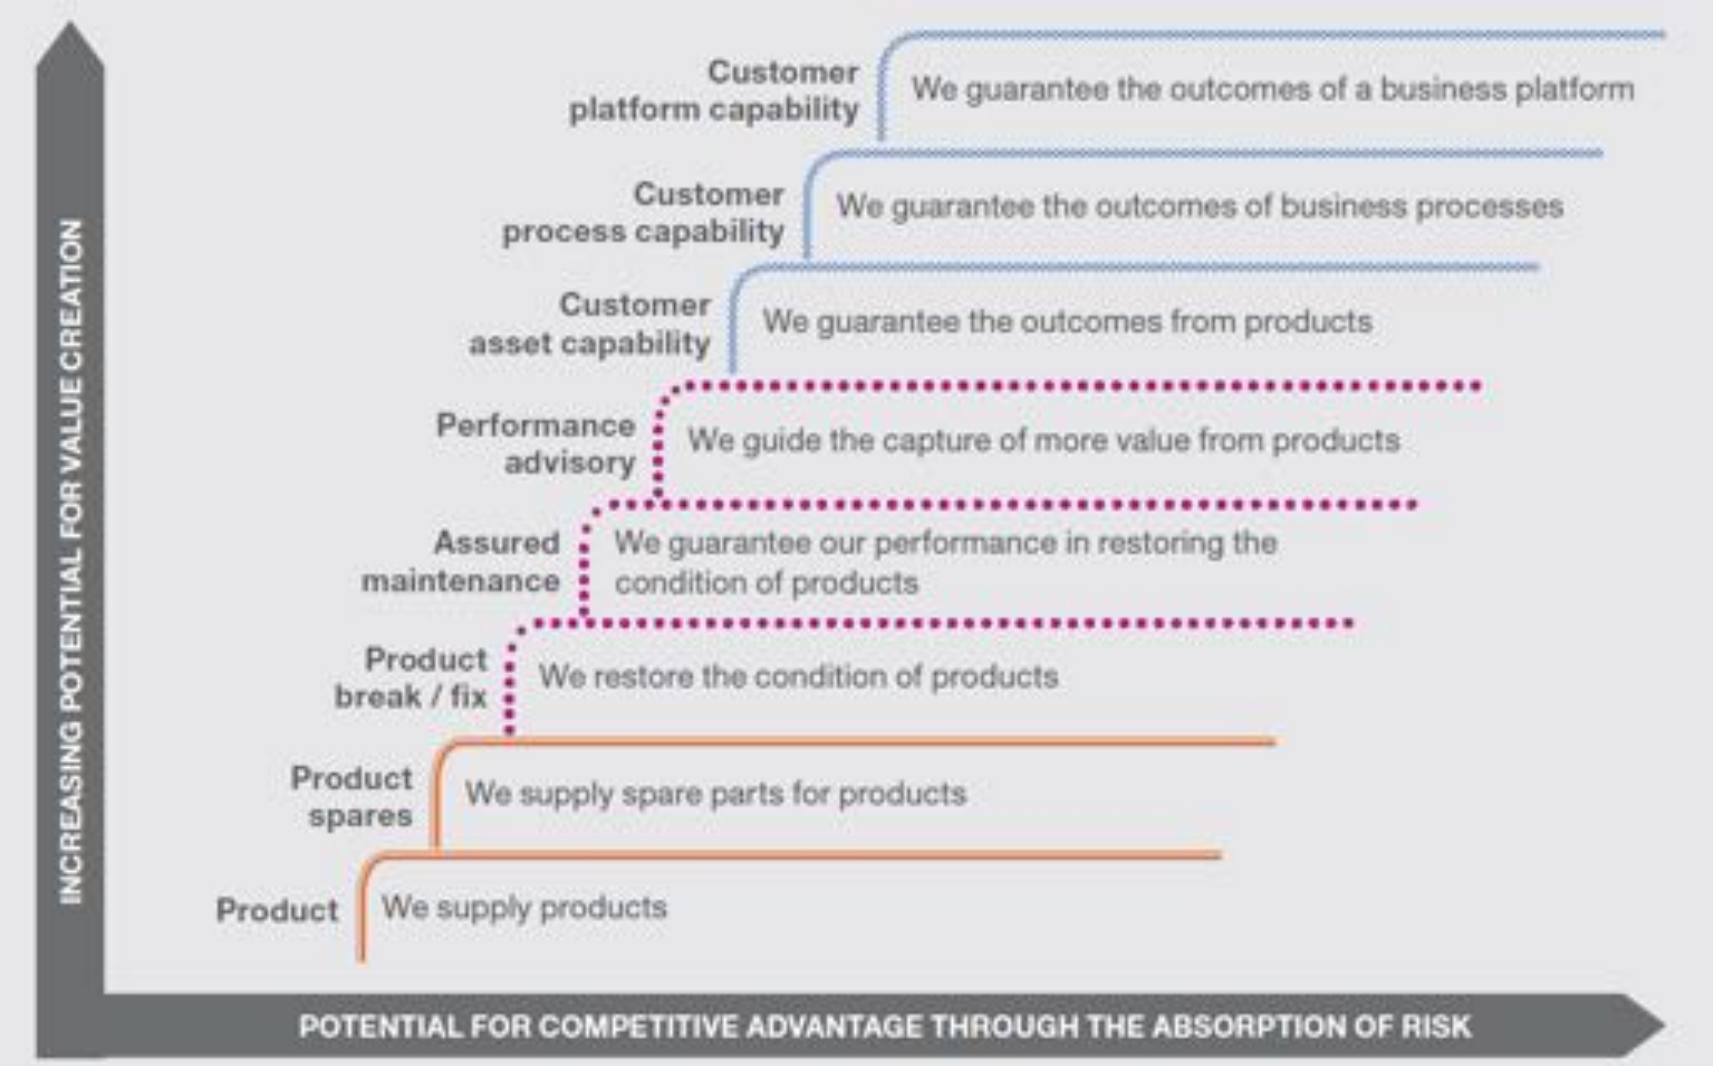 INCREASING POTENTIAL FOR VALUE CREATION
Customer
platform capability
We guarantee the outcomes of a business platform
Customer
process capability
We guarantee the outcomes of business processes
Customer
asset capability
We guarantee the outcomes from products
Performance
advisory
We guide the capture of more value from products
Assured
maintenance
We guarantee our performance in restoring the
condition of products
Product
break / fix
We restore the condition of products
Product
spares
We supply spare parts for products
Product
We supply products
POTENTIAL FOR COMPETITIVE ADVANTAGE THROUGH THE ABSORPTION OF RISK